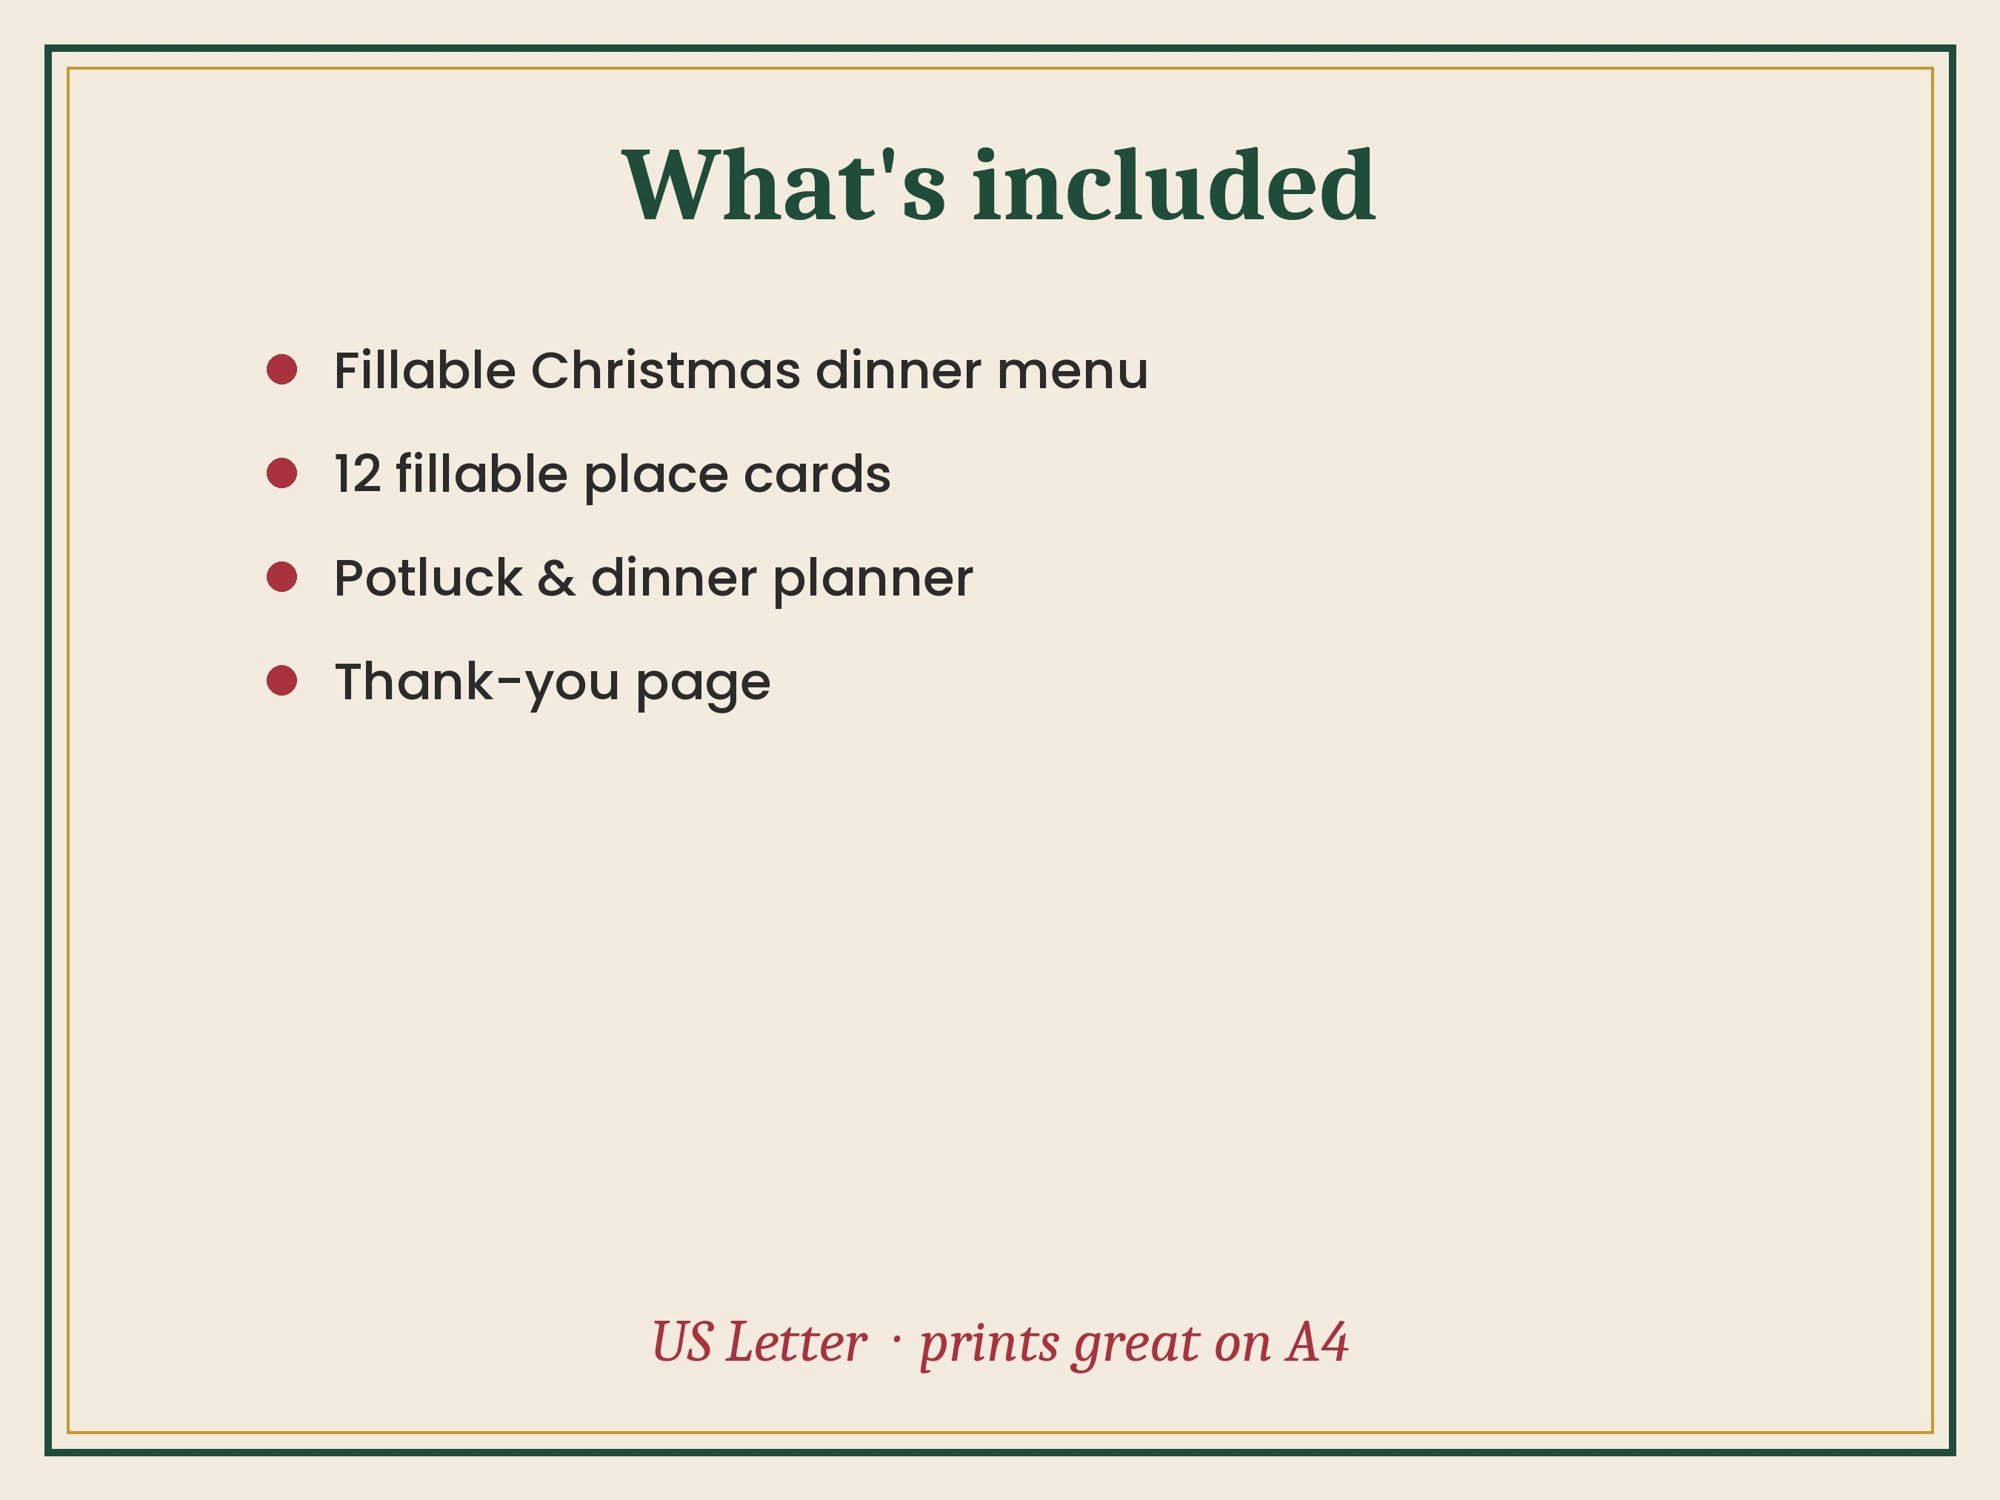 What's included
Fillable Christmas dinner menu
12 fillable place cards
Potluck & dinner planner
Thank-you page
US Letter · prints great on A4